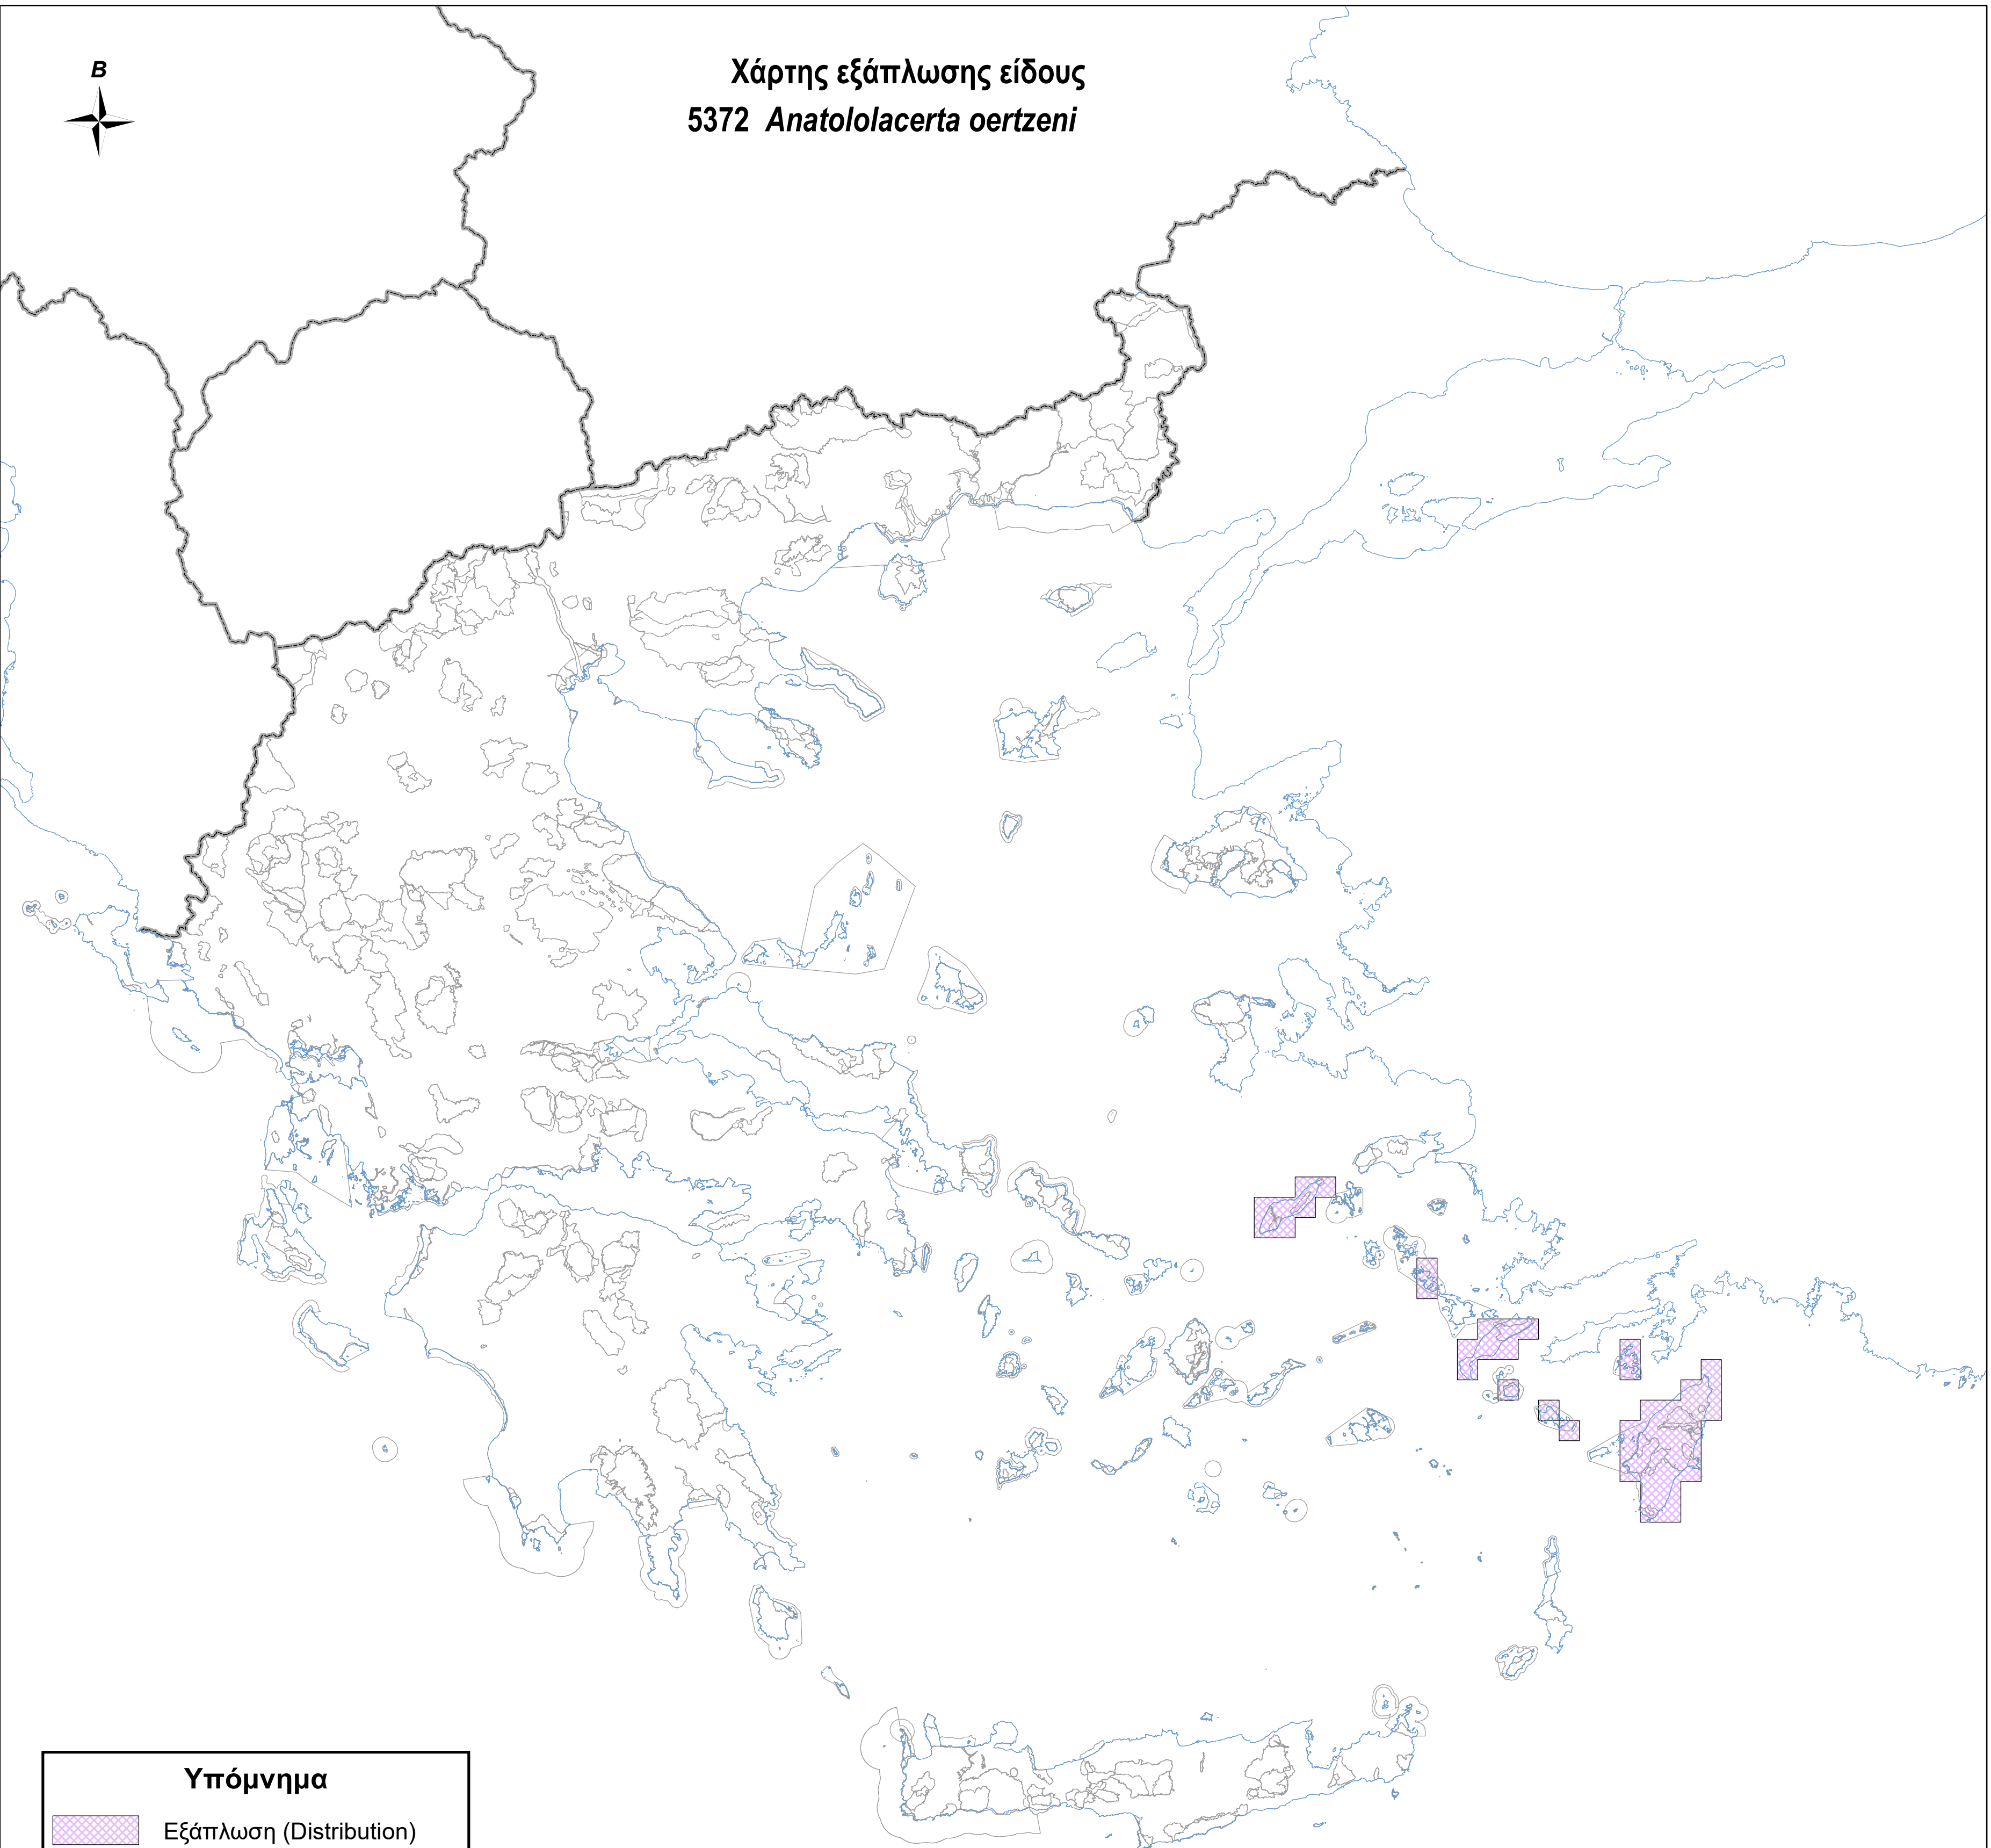 Β
Χάρτης εξάπλωσης είδους
5372 Anatololacerta oertzeni
Υπόμνημα
Εξάπλωση (Distribution)